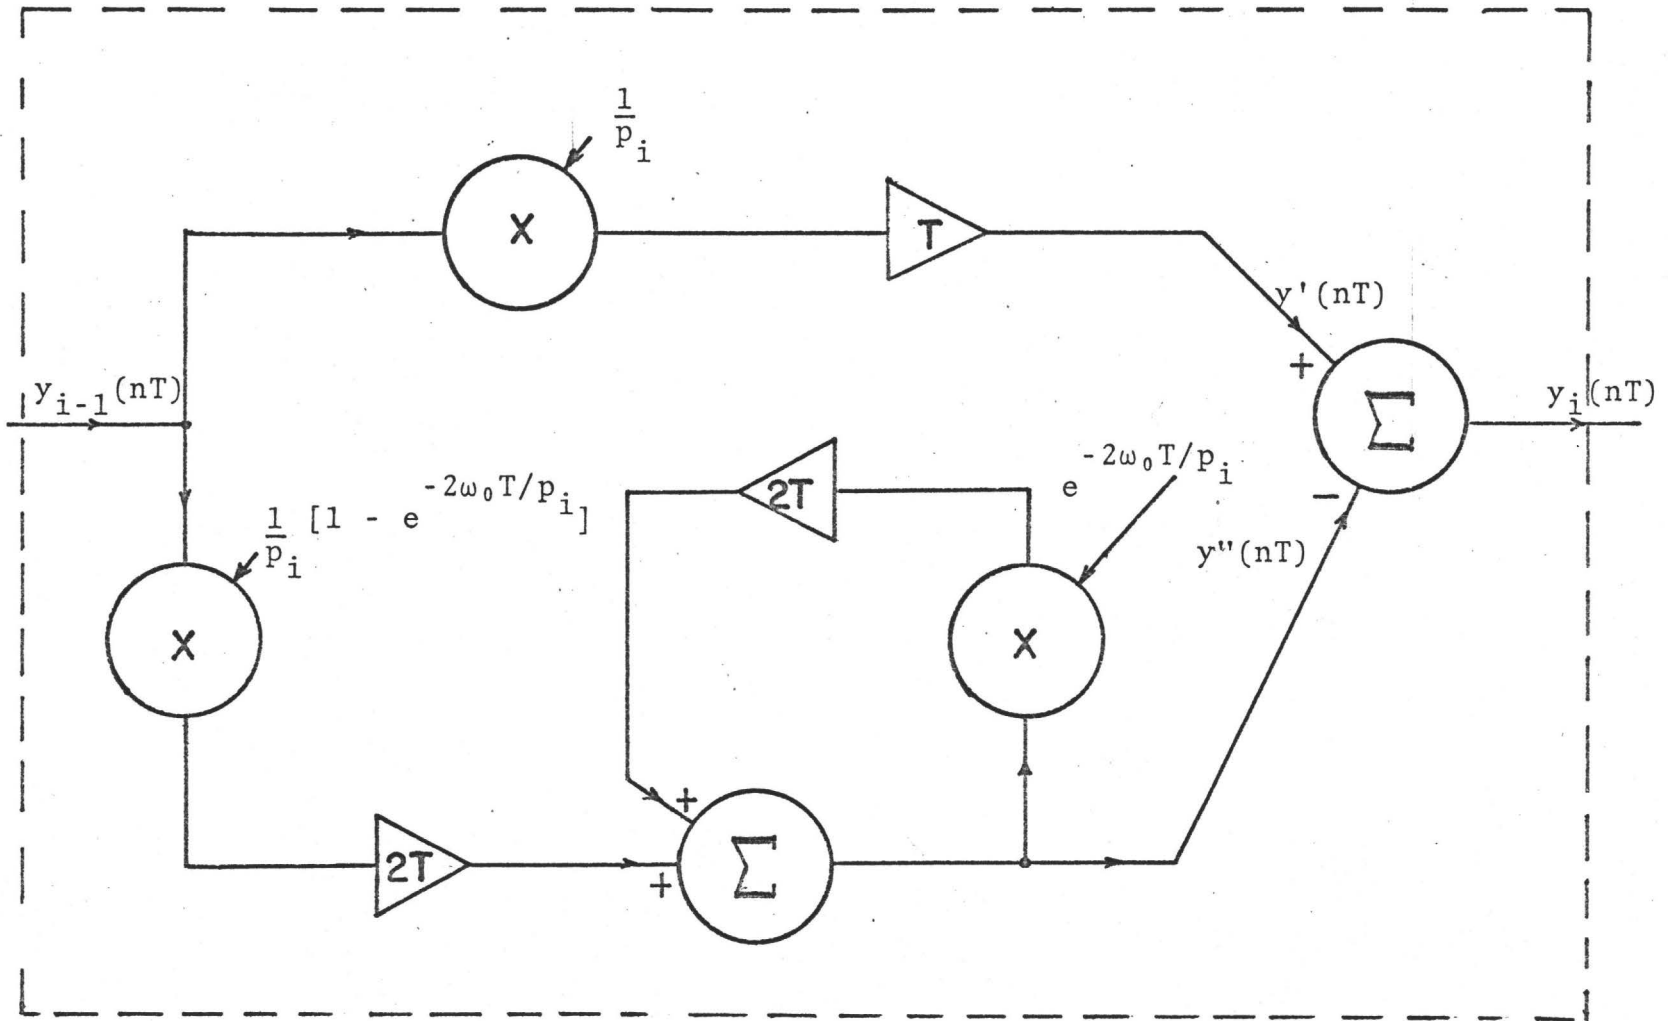 1/p_i
X
T
y'(nT)
+
y_{i-1}(nT)
Σ
y_i(nT)
-
y"(nT)
2T
e^{-2ω₀T/p_i}
1/p_i [1 - e^{-2ω₀T/p_i}]
X
X
2T
+
+
Σ